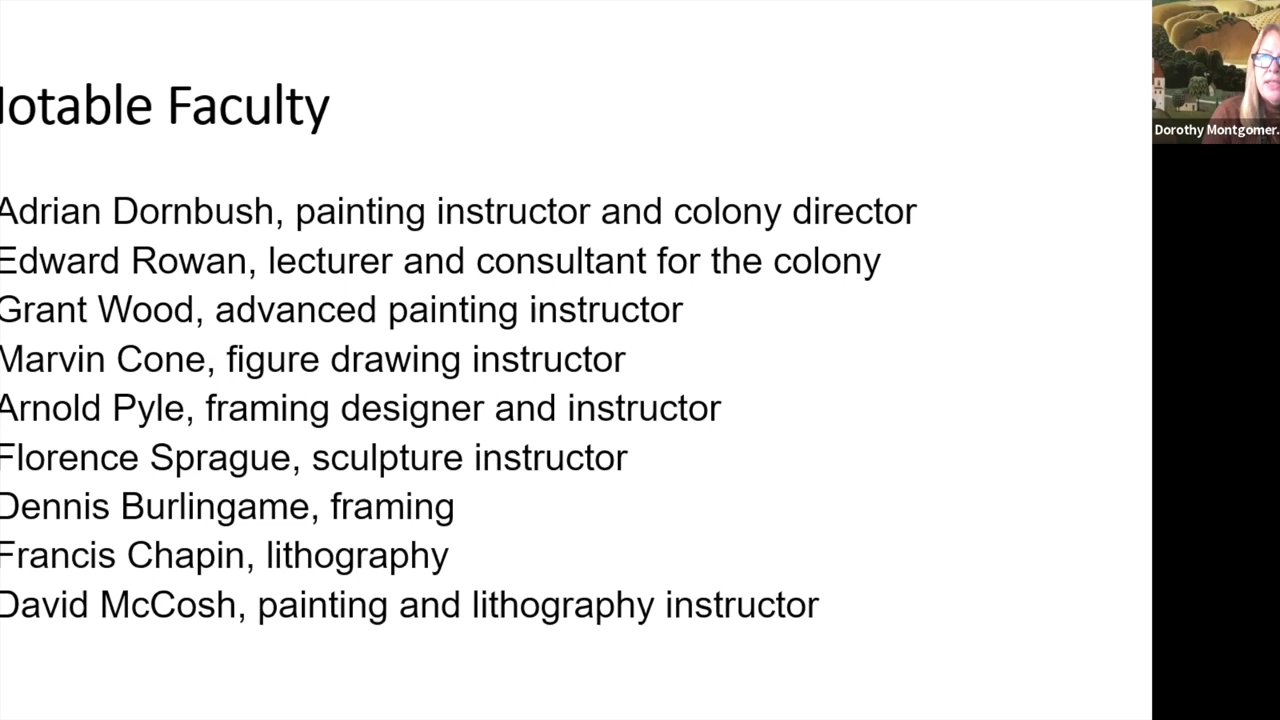 Notable Faculty
Adrian Dornbush, painting instructor and colony director
Edward Rowan, lecturer and consultant for the colony
Grant Wood, advanced painting instructor
Marvin Cone, figure drawing instructor
Arnold Pyle, framing designer and instructor
Florence Sprague, sculpture instructor
Dennis Burlingame, framing
Francis Chapin, lithography
David McCosh, painting and lithography instructor
Dorothy Montgomer.